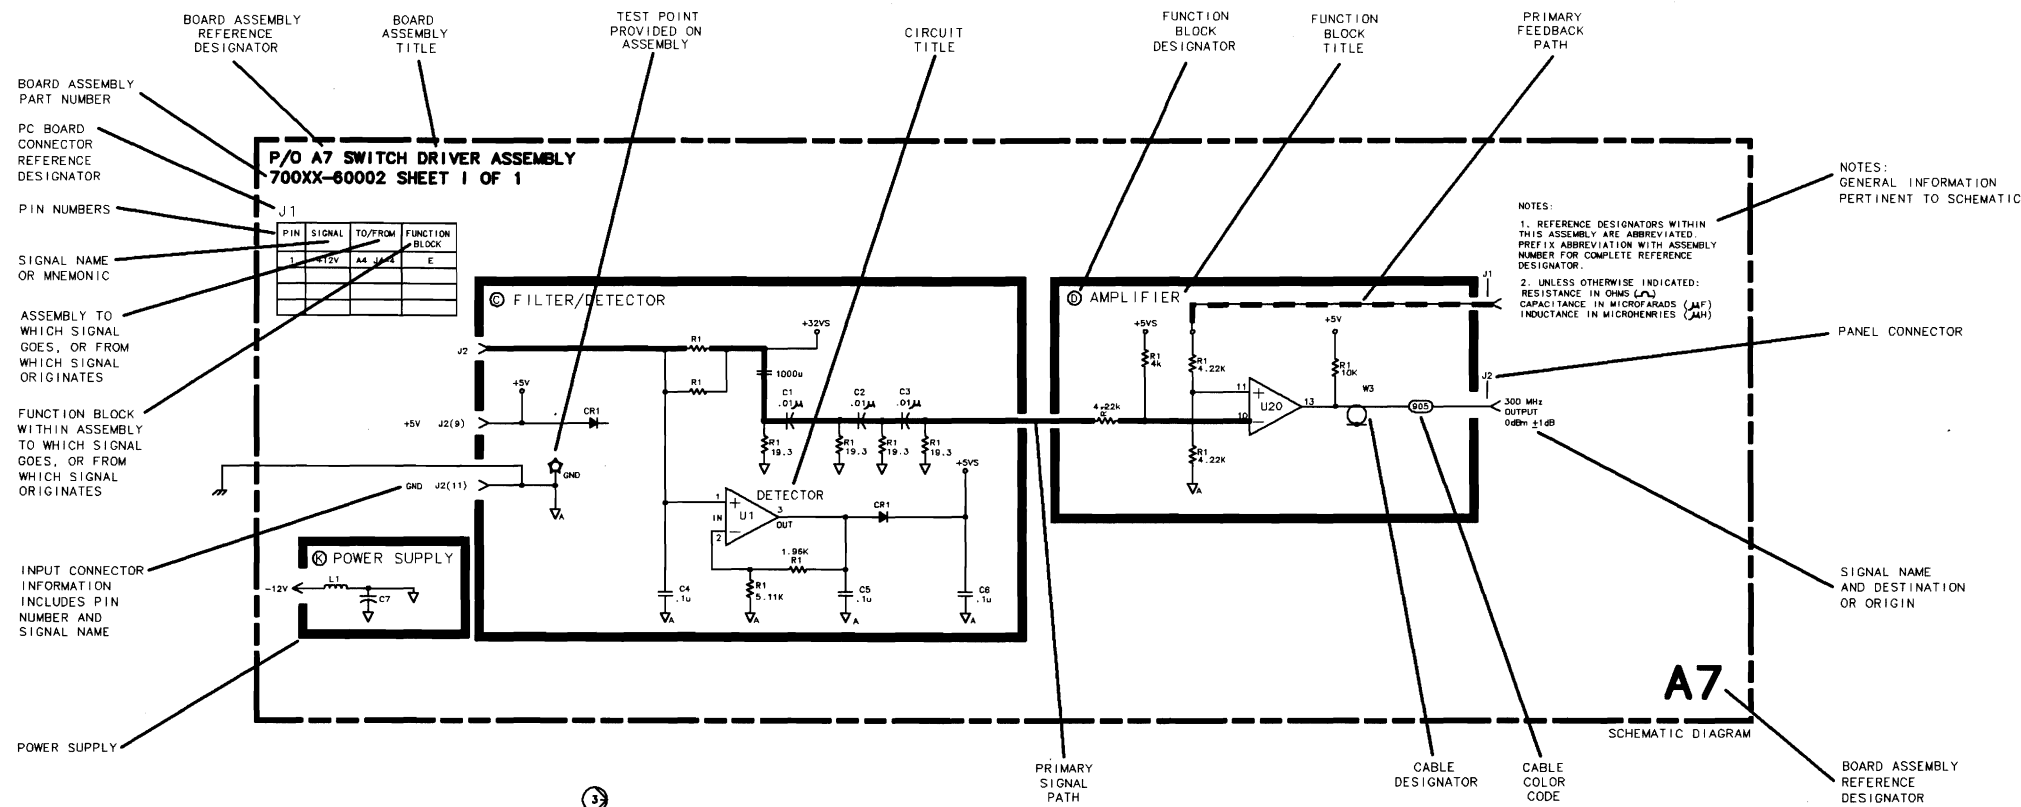 BOARD ASSEMBLY
REFERENCE
DESIGNATOR
BOARD
ASSEMBLY
TITLE
TEST POINT
PROVIDED ON
ASSEMBLY
CIRCUIT
TITLE
FUNCTION
BLOCK
DESIGNATOR
FUNCTION
BLOCK
TITLE
PRIMARY
FEEDBACK
PATH
BOARD ASSEMBLY
PART NUMBER
PC BOARD
CONNECTOR
REFERENCE
DESIGNATOR
PIN NUMBERS
SIGNAL NAME
OR MNEMONIC
ASSEMBLY TO
WHICH SIGNAL
GOES, OR FROM
WHICH SIGNAL
ORIGINATES
FUNCTION BLOCK
WITHIN ASSEMBLY
TO WHICH SIGNAL
GOES, OR FROM
WHICH SIGNAL
ORIGINATES
INPUT CONNECTOR
INFORMATION
INCLUDES PIN
NUMBER AND
SIGNAL NAME
POWER SUPPLY
P/O A7 SWITCH DRIVER ASSEMBLY
700XX-60002 SHEET 1 OF 1
J1
PIN SIGNAL TO/FROM FUNCTION
BLOCK
1 +12V A4 E
C FILTER/DETECTOR
+32VS
J2
R1
R1
1000u
C1
.01µ
C2
.01µ
C3
.01µ
+5V
CR1
+5V J2(9)
R1
19.3
R1
19.3
R1
19.3
R1
19.3
GND
GND J2(11)
A
+5VS
DETECTOR
1
+
IN
U1
3
OUT
2
−
CR1
1.96K
R1
R1
5.11K
C4
.1u
C5
.1u
C6
.1u
A
A
A
K POWER SUPPLY
-12V
L1
C7
D AMPLIFIER
+5VS
+5V
R1
4k
R1
4.22K
R1
10K
4.22k
R1
11
+
U20
10
−
13
W3
905
R1
4.22K
A
J1
J2
300 MHz
OUTPUT
0dBm ±1dB
NOTES:
1. REFERENCE DESIGNATORS WITHIN
THIS ASSEMBLY ARE ABBREVIATED.
PREFIX ABBREVIATION WITH ASSEMBLY
NUMBER FOR COMPLETE REFERENCE
DESIGNATOR.
2. UNLESS OTHERWISE INDICATED:
RESISTANCE IN OHMS (Ω)
CAPACITANCE IN MICROFARADS (µF)
INDUCTANCE IN MICROHENRIES (µH)
NOTES:
GENERAL INFORMATION
PERTINENT TO SCHEMATIC
PANEL CONNECTOR
SIGNAL NAME
AND DESTINATION
OR ORIGIN
A7
SCHEMATIC DIAGRAM
PRIMARY
SIGNAL
PATH
CABLE
DESIGNATOR
CABLE
COLOR
CODE
BOARD ASSEMBLY
REFERENCE
DESIGNATOR
3